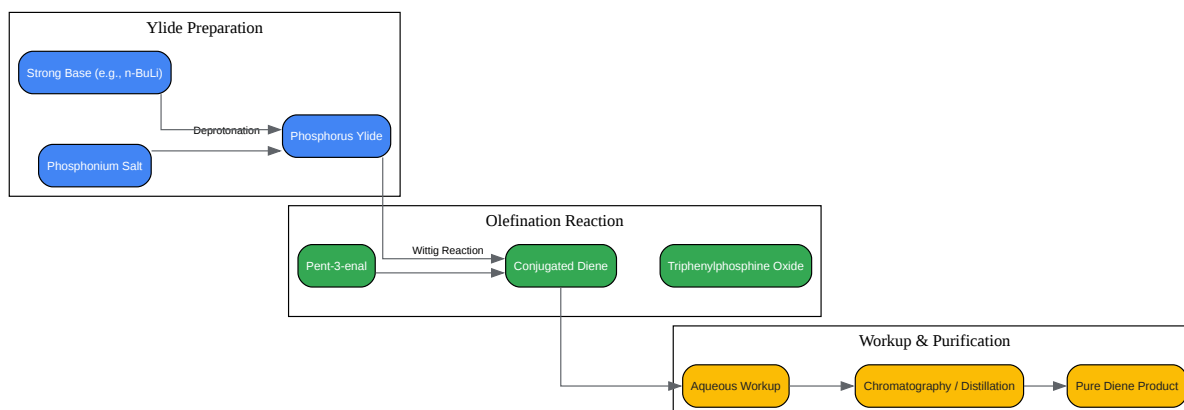 Ylide Preparation
Strong Base (e.g., n-BuLi)
Deprotonation
Phosphorus Ylide
Phosphonium Salt
Olefination Reaction
Wittig Reaction
Pent-3-enal
Conjugated Diene
Triphenylphosphine Oxide
Workup & Purification
Aqueous Workup
Chromatography / Distillation
Pure Diene Product